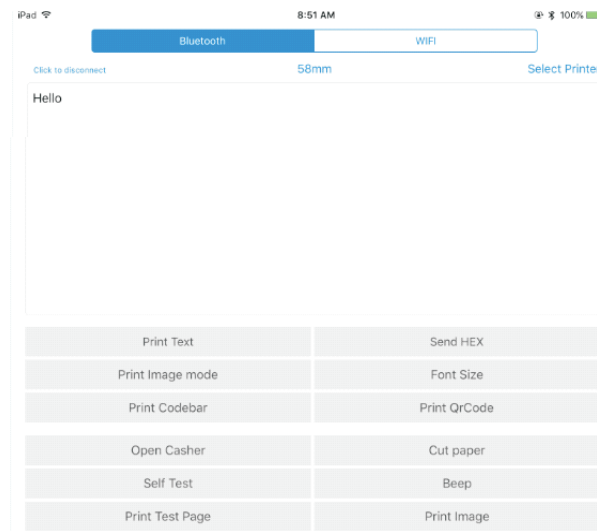 iPad 8:51 AM 100%
Bluetooth WIFI
Click to disconnect 58mm Select Printe
Hello
Print Text Send HEX
Print Image mode Font Size
Print Codebar Print QrCode
Open Casher Cut paper
Self Test Beep
Print Test Page Print Image